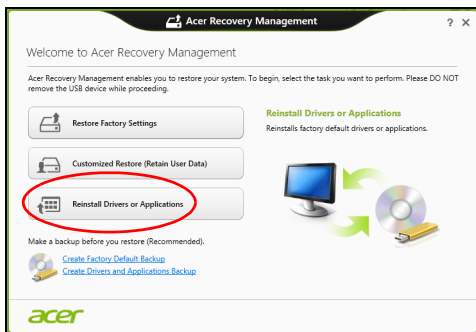 Acer Recovery Management
? X
Welcome to Acer Recovery Management
Acer Recovery Management enables you to restore your system. To begin, select the task you want to perform. Please DO NOT
remove the USB device while proceeding.
Restore Factory Settings
Customized Restore (Retain User Data)
Reinstall Drivers or Applications
Reinstall Drivers or Applications
Reinstalls factory default drivers or applications.
Make a backup before you restore (Recommended).
Create Factory Default Backup
Create Drivers and Applications Backup
acer